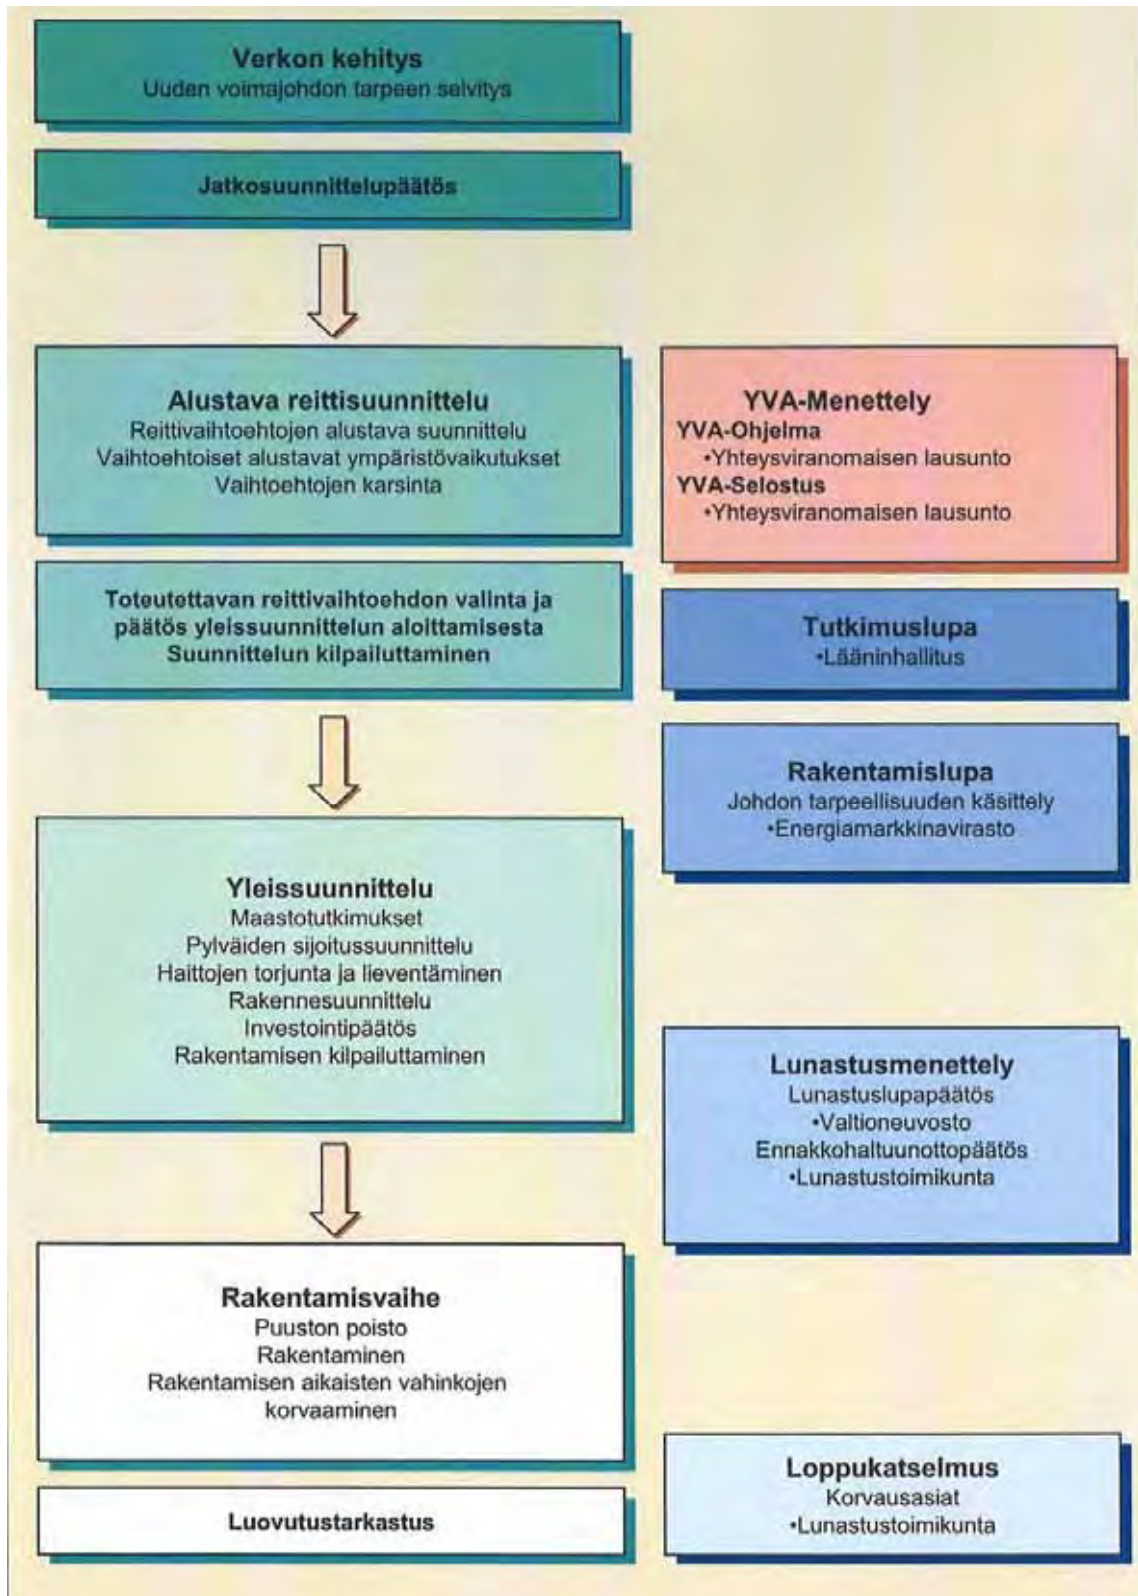 Verkon kehitys
Uuden voimajohdon tarpeen selvitys
Jatkosuunnittelupäätös
Alustava reittisuunnittelu
Reittivaihtoehtojen alustava suunnittelu
Vaihtoehtoiset alustavat ympäristövaikutukset
Vaihtoehtojen karsinta
Toteutettavan reittivaihtoehdon valinta ja
päätös yleissuunnittelun aloittamisesta
Suunnittelun kilpailuttaminen
Yleissuunnittelu
Maastotutkimukset
Pylväiden sijoitussuunnittelu
Haittojen torjunta ja lieventäminen
Rakennesuunnittelu
Investointipäätös
Rakentamisen kilpailuttaminen
Rakentamisvaihe
Puuston poisto
Rakentaminen
Rakentamisen aikaisten vahinkojen
korvaaminen
Luovutustarkastus
YVA-Menettely
YVA-Ohjelma
•Yhteysviranomaisen lausunto
YVA-Selostus
•Yhteysviranomaisen lausunto
Tutkimuslupa
•Lääninhallitus
Rakentamislupa
Johdon tarpeellisuuden käsittely
•Energiamarkkinavirasto
Lunastusmenettely
Lunastuslupapäätös
•Valtioneuvosto
Ennakkohaltuunottopäätös
•Lunastustoimikunta
Loppukatselmus
Korvausasiat
•Lunastustoimikunta